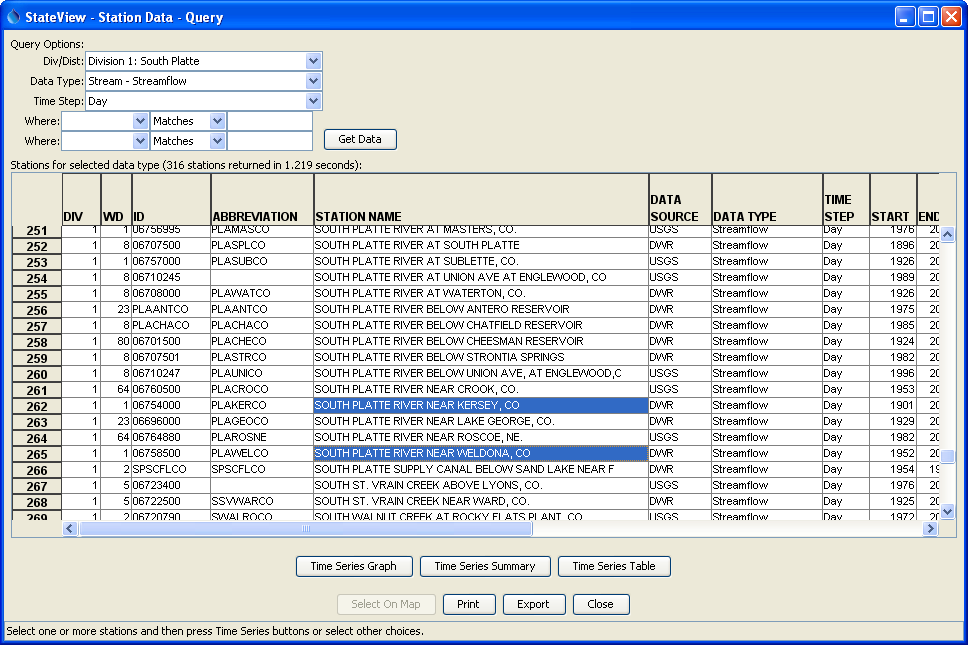 StateView - Station Data - Query
Query Options:
Div/Dist: Division 1: South Platte
Data Type: Stream - Streamflow
Time Step: Day
Where: Matches
Where: Matches Get Data
Stations for selected data type (316 stations returned in 1.219 seconds):
DIV WD ID ABBREVIATION STATION NAME DATA SOURCE DATA TYPE TIME STEP START END
251 1 1 06756995 PLAMASCO SOUTH PLATTE RIVER AT MASTERS, CO. USGS Streamflow Day 1976 20
252 1 8 06707500 PLASPLCO SOUTH PLATTE RIVER AT SOUTH PLATTE DWR Streamflow Day 1896 20
253 1 1 06757000 PLASUBCO SOUTH PLATTE RIVER AT SUBLETTE, CO. USGS Streamflow Day 1926 20
254 1 8 06710245 SOUTH PLATTE RIVER AT UNION AVE AT ENGLEWOOD, CO USGS Streamflow Day 1989 20
255 1 8 06708000 PLAWATCO SOUTH PLATTE RIVER AT WATERTON, CO. DWR Streamflow Day 1926 20
256 1 23 PLAANTCO PLAANTCO SOUTH PLATTE RIVER BELOW ANTERO RESERVOIR DWR Streamflow Day 1975 20
257 1 8 PLACHACO PLACHACO SOUTH PLATTE RIVER BELOW CHATFIELD RESERVOIR DWR Streamflow Day 1985 20
258 1 80 06701500 PLACHECO SOUTH PLATTE RIVER BELOW CHEESMAN RESERVOIR DWR Streamflow Day 1924 20
259 1 8 06707501 PLASTRCO SOUTH PLATTE RIVER BELOW STRONTIA SPRINGS DWR Streamflow Day 1982 20
260 1 8 06710247 PLAUNICO SOUTH PLATTE RIVER BELOW UNION AVE, AT ENGLEWOOD,C USGS Streamflow Day 1996 20
261 1 64 06760500 PLACROCO SOUTH PLATTE RIVER NEAR CROOK, CO. USGS Streamflow Day 1953 20
262 1 1 06754000 PLAKERCO SOUTH PLATTE RIVER NEAR KERSEY, CO DWR Streamflow Day 1901 20
263 1 23 06696000 PLAGEOCO SOUTH PLATTE RIVER NEAR LAKE GEORGE, CO. DWR Streamflow Day 1929 20
264 1 64 06764880 PLAROSNE SOUTH PLATTE RIVER NEAR ROSCOE, NE. USGS Streamflow Day 1982 20
265 1 1 06758500 PLAWELCO SOUTH PLATTE RIVER NEAR WELDONA, CO DWR Streamflow Day 1952 20
266 1 2 SPSCFLCO SPSCFLCO SOUTH PLATTE SUPPLY CANAL BELOW SAND LAKE NEAR F DWR Streamflow Day 1954 19
267 1 5 06723400 SOUTH ST. VRAIN CREEK ABOVE LYONS, CO. USGS Streamflow Day 1976 20
268 1 5 06722500 SSVWARCO SOUTH ST. VRAIN CREEK NEAR WARD, CO. DWR Streamflow Day 1925 20
269 1 2 06720790 SWALROCO SOUTH WALNUT CREEK AT ROCKY FLATS PLANT, CO. USGS Streamflow Day 1972 20
Time Series Graph Time Series Summary Time Series Table
Select On Map Print Export Close
Select one or more stations and then press Time Series buttons or select other choices.